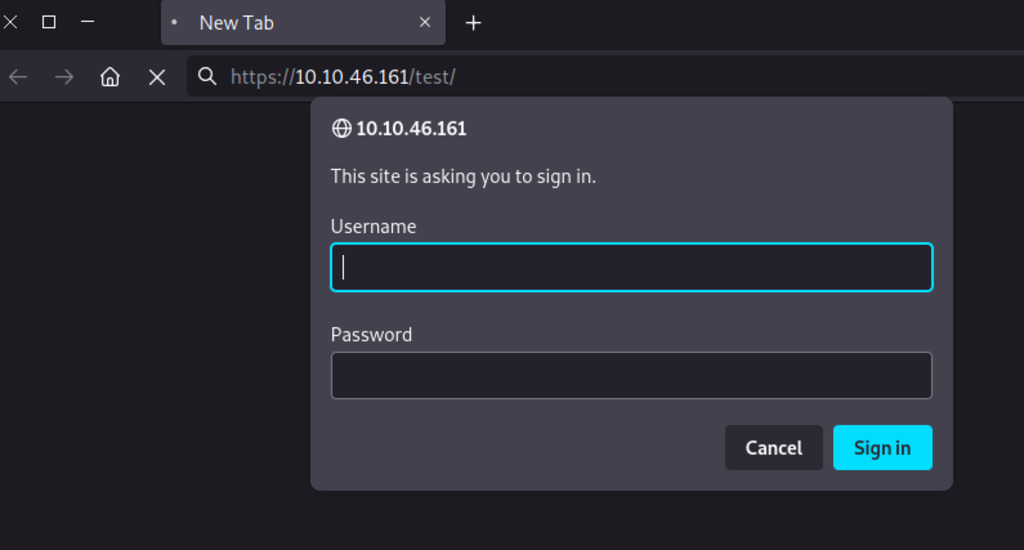 New Tab
https://10.10.46.161/test/
10.10.46.161
This site is asking you to sign in.
Username
Password
Cancel Sign in